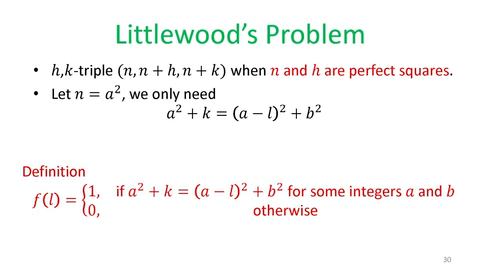 Littlewood's Problem
• ℎ,𝑘-triple (𝑛, 𝑛 + ℎ, 𝑛 + 𝑘) when 𝑛 and ℎ are perfect squares.
• Let 𝑛 = 𝑎², we only need
𝑎² + 𝑘 = (𝑎 − 𝑙)² + 𝑏²
Definition
𝑓(𝑙) = { 1, if 𝑎² + 𝑘 = (𝑎 − 𝑙)² + 𝑏² for some integers 𝑎 and 𝑏
0, otherwise
30